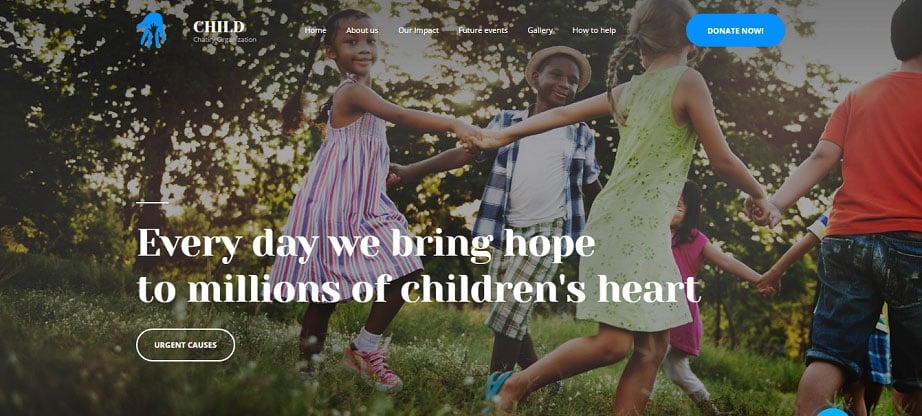 CHILD
Chatiry Organization
Home
About us
Our Impact
Future events
Gallery
How to help
DONATE NOW!
Every day we bring hope
to millions of children's heart
URGENT CAUSES